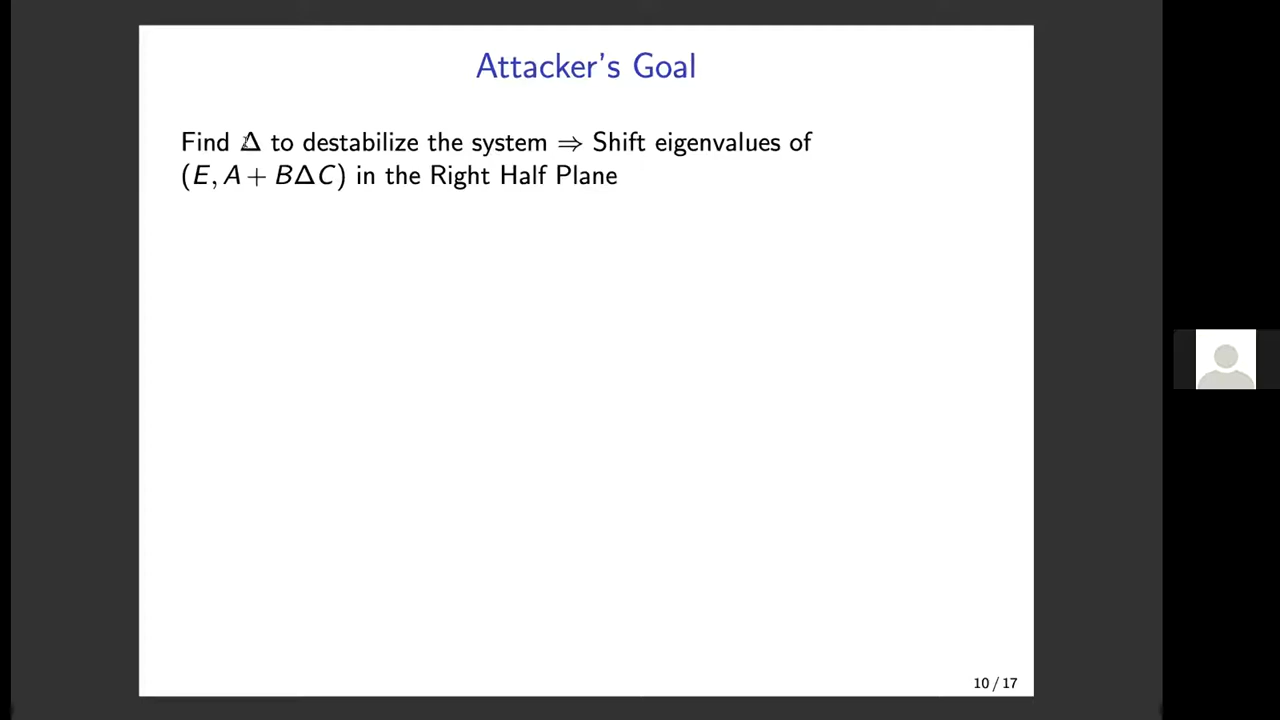 Attacker's Goal
Find Δ to destabilize the system ⇒ Shift eigenvalues of
(E, A + BΔC) in the Right Half Plane
10 / 17